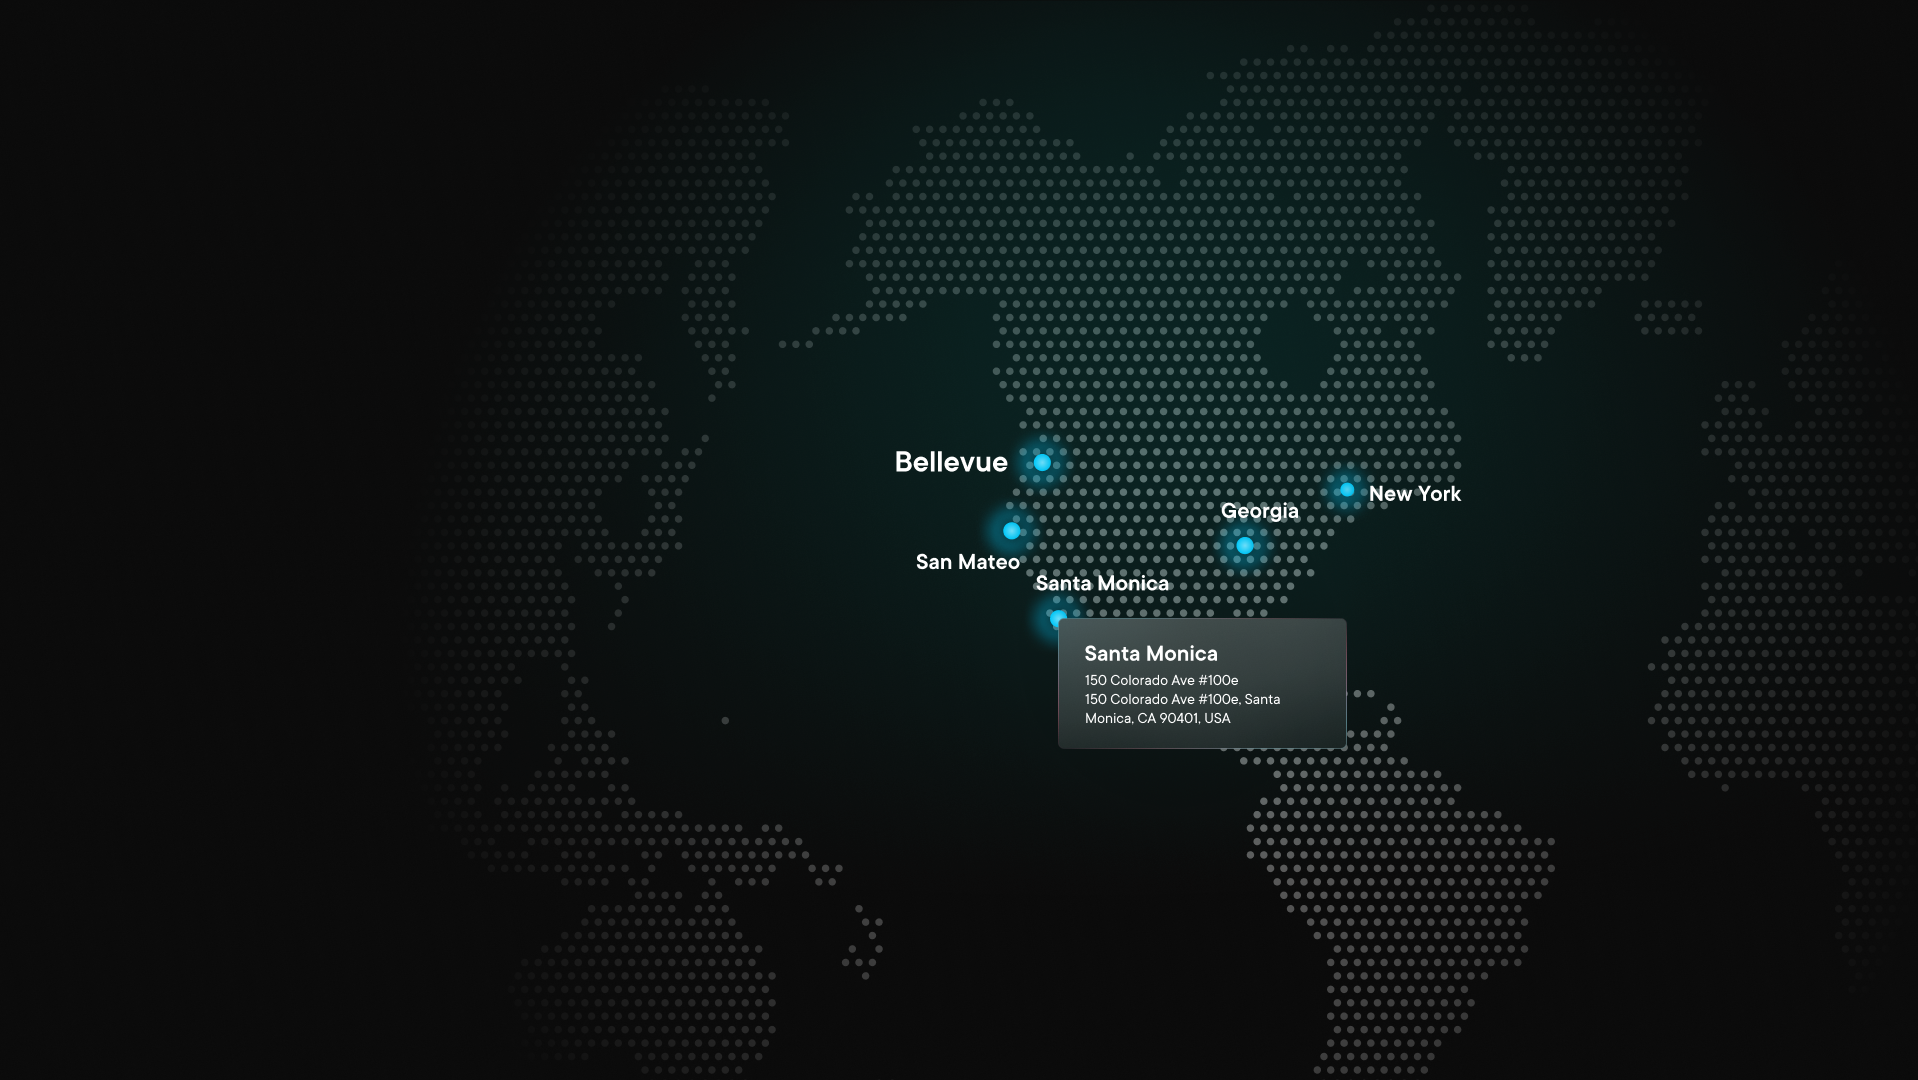 Bellevue
New York
Georgia
San Mateo
Santa Monica
Santa Monica
150 Colorado Ave #100e
150 Colorado Ave #100e, Santa
Monica, CA 90401, USA